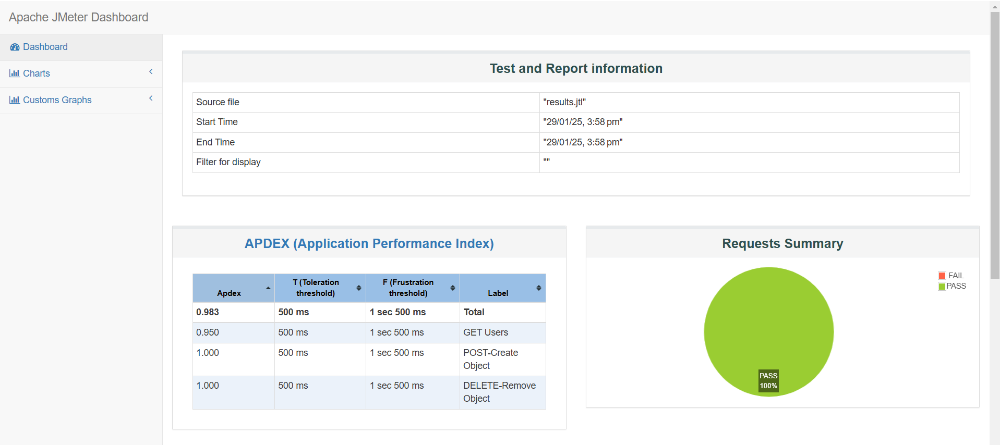 Apache JMeter Dashboard
Dashboard
Charts
Customs Graphs
Test and Report information
Source file "results.jtl"
Start Time "29/01/25, 3:58 pm"
End Time "29/01/25, 3:58 pm"
Filter for display ""
APDEX (Application Performance Index)
Apdex T (Toleration threshold) F (Frustration threshold) Label
0.983 500 ms 1 sec 500 ms Total
0.950 500 ms 1 sec 500 ms GET Users
1.000 500 ms 1 sec 500 ms POST-Create
Object
1.000 500 ms 1 sec 500 ms DELETE-Remove
Object
Requests Summary
FAIL
PASS
PASS
100%